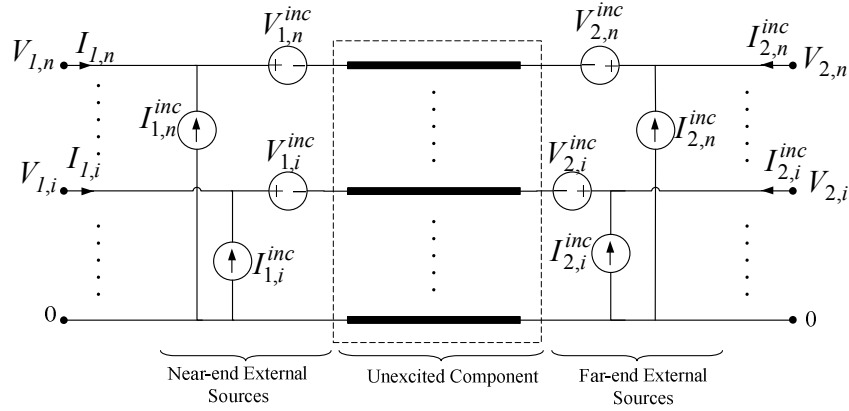 V_{1,n} I_{1,n} V_{1,n}^{inc} V_{2,n}^{inc} I_{2,n}^{inc} V_{2,n}
I_{1,n}^{inc} I_{2,n}^{inc}
V_{1,i} I_{1,i} V_{1,i}^{inc} V_{2,i}^{inc} I_{2,i}^{inc} V_{2,i}
I_{1,i}^{inc} I_{2,i}^{inc}
0 0
Near-end External Sources
Unexcited Component
Far-end External Sources